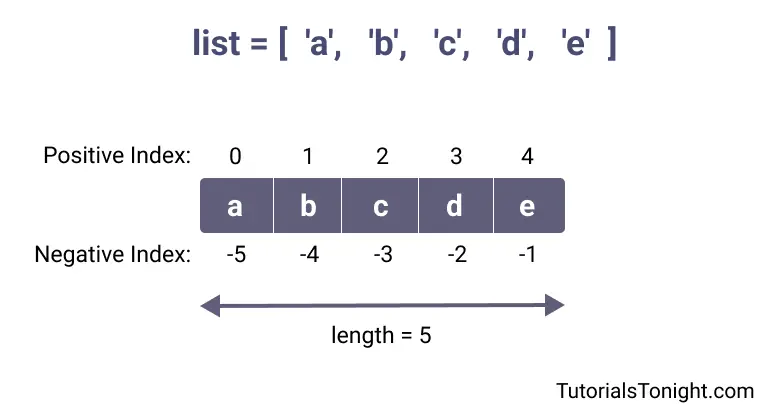 list = [ 'a', 'b', 'c', 'd', 'e' ]
Positive Index: 0 1 2 3 4
a b c d e
Negative Index: -5 -4 -3 -2 -1
length = 5
TutorialsTonight.com